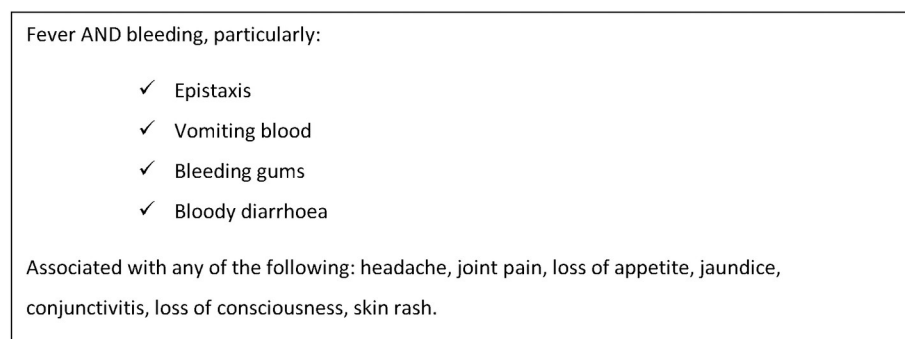 Fever AND bleeding, particularly:
✓ Epistaxis
✓ Vomiting blood
✓ Bleeding gums
✓ Bloody diarrhoea
Associated with any of the following: headache, joint pain, loss of appetite, jaundice,
conjunctivitis, loss of consciousness, skin rash.